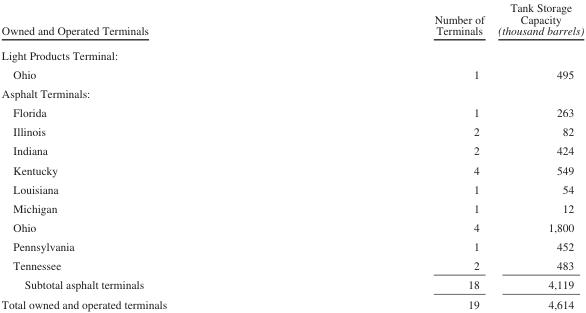 Tank Storage
Number of Capacity
Owned and Operated Terminals Terminals (thousand barrels)
Light Products Terminal:
Ohio 1 495
Asphalt Terminals:
Florida 1 263
Illinois 2 82
Indiana 2 424
Kentucky 4 549
Louisiana 1 54
Michigan 1 12
Ohio 4 1,800
Pennsylvania 1 452
Tennessee 2 483
Subtotal asphalt terminals 18 4,119
Total owned and operated terminals 19 4,614